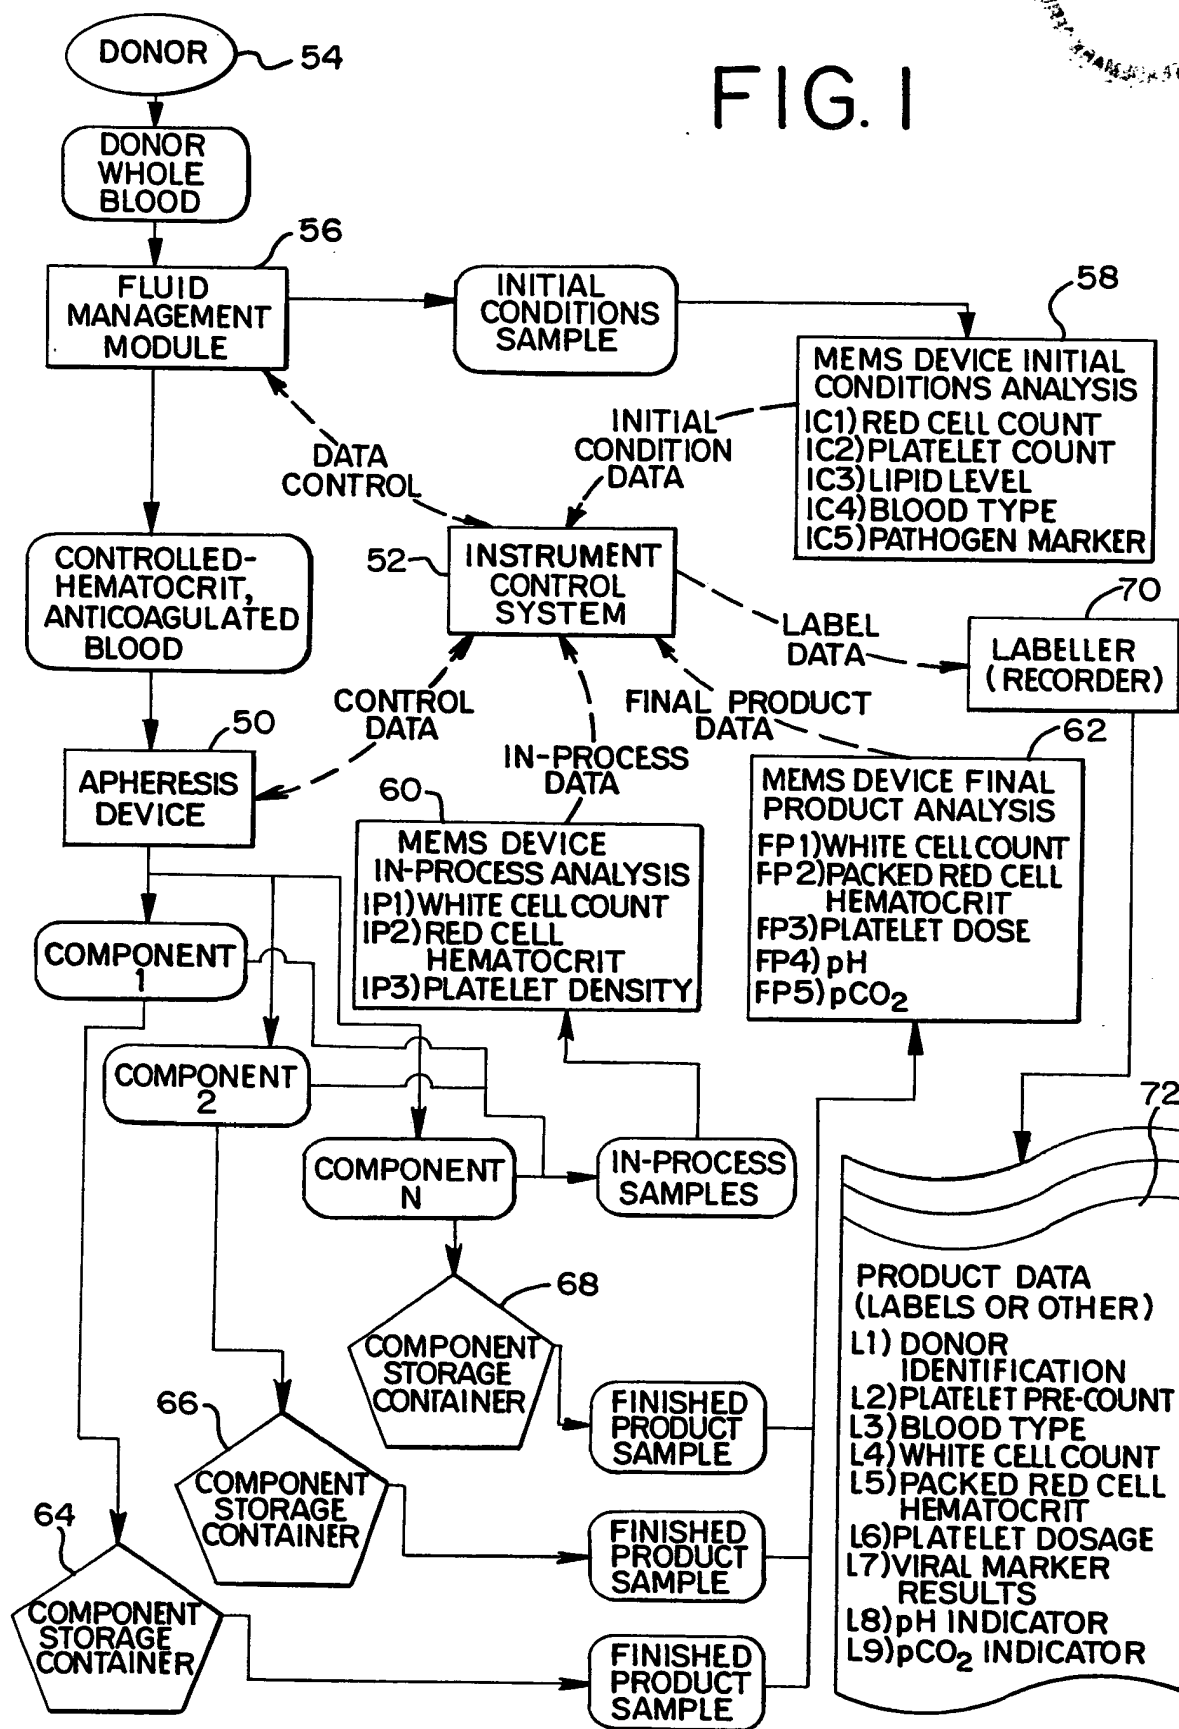 DONOR
54
FIG. 1
DONOR
WHOLE
BLOOD
56
FLUID
MANAGEMENT
MODULE
INITIAL
CONDITIONS
SAMPLE
58
MEMS DEVICE INITIAL
CONDITIONS ANALYSIS
IC1) RED CELL COUNT
IC2) PLATELET COUNT
IC3) LIPID LEVEL
IC4) BLOOD TYPE
IC5) PATHOGEN MARKER
DATA
CONTROL
INITIAL
CONDITION
DATA
CONTROLLED-
HEMATOCRIT,
ANTICOAGULATED
BLOOD
52
INSTRUMENT
CONTROL
SYSTEM
LABEL
DATA
70
LABELLER
(RECORDER)
CONTROL
DATA
FINAL PRODUCT
DATA
IN-PROCESS
DATA
50
APHERESIS
DEVICE
60
MEMS DEVICE
IN-PROCESS ANALYSIS
IP1) WHITE CELL COUNT
IP2) RED CELL
HEMATOCRIT
IP3) PLATELET DENSITY
62
MEMS DEVICE FINAL
PRODUCT ANALYSIS
FP1) WHITE CELL COUNT
FP2) PACKED RED CELL
HEMATOCRIT
FP3) PLATELET DOSE
FP4) pH
FP5) pCO2
COMPONENT
1
COMPONENT
2
COMPONENT
N
IN-PROCESS
SAMPLES
72
PRODUCT DATA
(LABELS OR OTHER)
L1) DONOR
IDENTIFICATION
L2) PLATELET PRE-COUNT
L3) BLOOD TYPE
L4) WHITE CELL COUNT
L5) PACKED RED CELL
HEMATOCRIT
L6) PLATELET DOSAGE
L7) VIRAL MARKER
RESULTS
L8) pH INDICATOR
L9) pCO2 INDICATOR
68
COMPONENT
STORAGE
CONTAINER
FINISHED
PRODUCT
SAMPLE
66
COMPONENT
STORAGE
CONTAINER
FINISHED
PRODUCT
SAMPLE
64
COMPONENT
STORAGE
CONTAINER
FINISHED
PRODUCT
SAMPLE